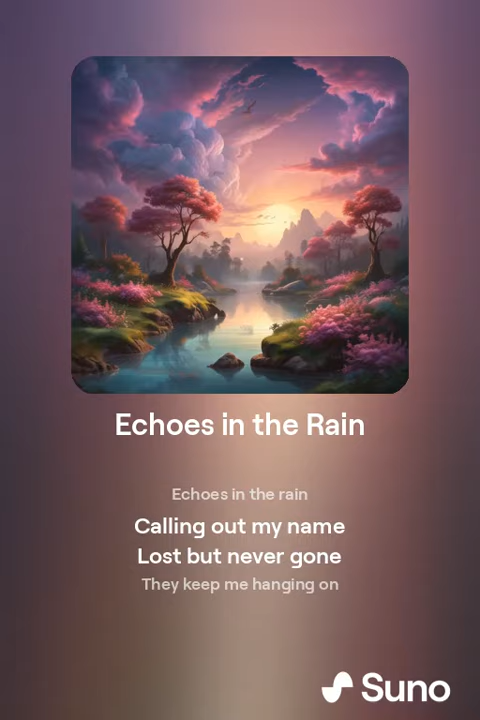 Echoes in the Rain
Echoes in the rain
Calling out my name
Lost but never gone
They keep me hanging on
Suno